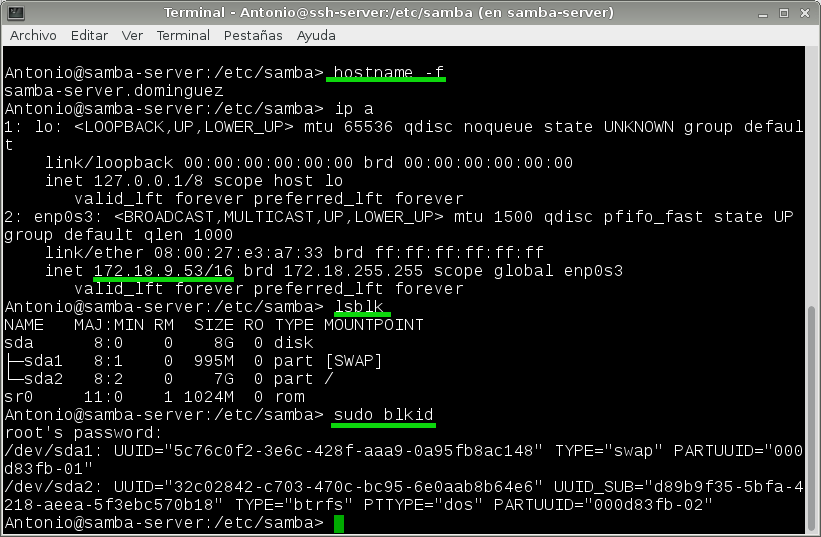 Terminal - Antonio@ssh-server:/etc/samba (en samba-server)
Archivo Editar Ver Terminal Pestañas Ayuda
Antonio@samba-server:/etc/samba> hostname -f
samba-server.dominguez
Antonio@samba-server:/etc/samba> ip a
1: lo: <LOOPBACK,UP,LOWER_UP> mtu 65536 qdisc noqueue state UNKNOWN group defaul
t
    link/loopback 00:00:00:00:00:00 brd 00:00:00:00:00:00
    inet 127.0.0.1/8 scope host lo
       valid_lft forever preferred_lft forever
2: enp0s3: <BROADCAST,MULTICAST,UP,LOWER_UP> mtu 1500 qdisc pfifo_fast state UP
group default qlen 1000
    link/ether 08:00:27:e3:a7:33 brd ff:ff:ff:ff:ff:ff
    inet 172.18.9.53/16 brd 172.18.255.255 scope global enp0s3
       valid_lft forever preferred_lft forever
Antonio@samba-server:/etc/samba> lsblk
NAME   MAJ:MIN RM  SIZE RO TYPE MOUNTPOINT
sda      8:0    0    8G  0 disk
├─sda1   8:1    0  995M  0 part [SWAP]
└─sda2   8:2    0    7G  0 part /
sr0     11:0    1 1024M  0 rom
Antonio@samba-server:/etc/samba> sudo blkid
root's password:
/dev/sda1: UUID="5c76c0f2-3e6c-428f-aaa9-0a95fb8ac148" TYPE="swap" PARTUUID="000
d83fb-01"
/dev/sda2: UUID="32c02842-c703-470c-bc95-6e0aab8b64e6" UUID_SUB="d89b9f35-5bfa-4
218-aeea-5f3ebc570b18" TYPE="btrfs" PTTYPE="dos" PARTUUID="000d83fb-02"
Antonio@samba-server:/etc/samba>